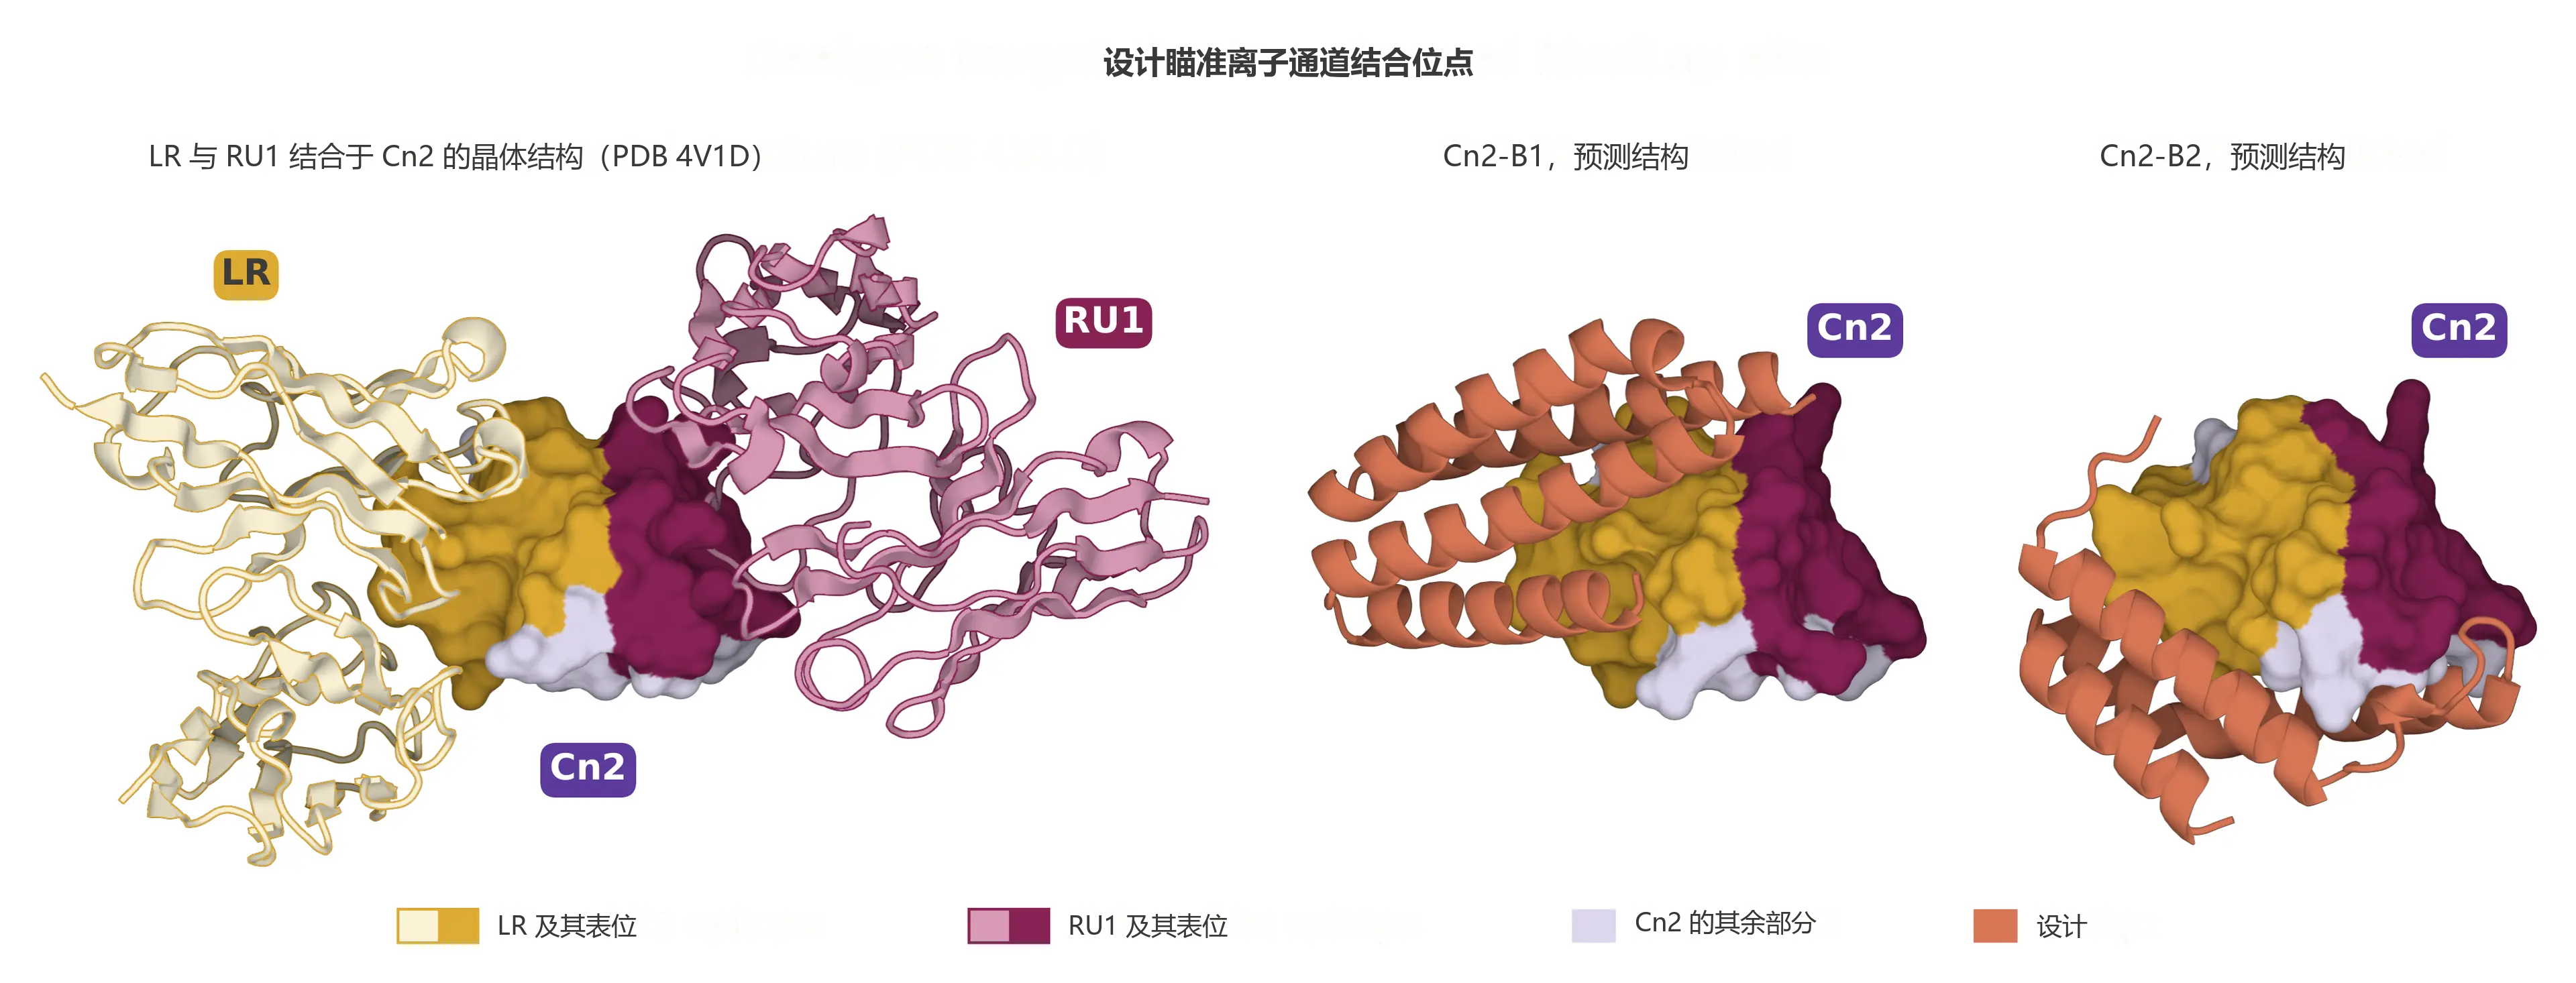 设计瞄准离子通道结合位点
LR 与 RU1 结合于 Cn2 的晶体结构（PDB 4V1D）
Cn2-B1，预测结构
Cn2-B2，预测结构
LR
RU1
Cn2
Cn2
Cn2
LR 及其表位
RU1 及其表位
Cn2 的其余部分
设计